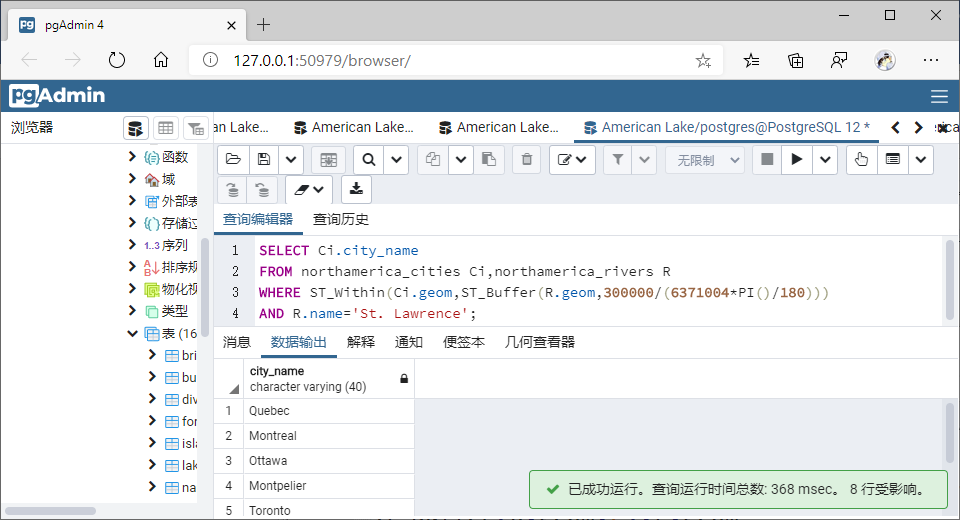 pgAdmin 4
127.0.0.1:50979/browser/
pgAdmin
浏览器
American Lake...
American Lake...
American Lake/postgres@PostgreSQL 12 *
函数
域
外部表
存储过
1..3 序列
排序规
物化视
类型
表 (16
bri
bu
div
for
isla
lak
na
无限制
查询编辑器 查询历史
1 SELECT Ci.city_name
2 FROM northamerica_cities Ci,northamerica_rivers R
3 WHERE ST_Within(Ci.geom,ST_Buffer(R.geom,300000/(6371004*PI()/180)))
4 AND R.name='St. Lawrence';
消息 数据输出 解释 通知 便签本 几何查看器
city_name
character varying (40)
1 Quebec
2 Montreal
3 Ottawa
4 Montpelier
5 Toronto
已成功运行。查询运行时间总数: 368 msec。 8 行受影响。